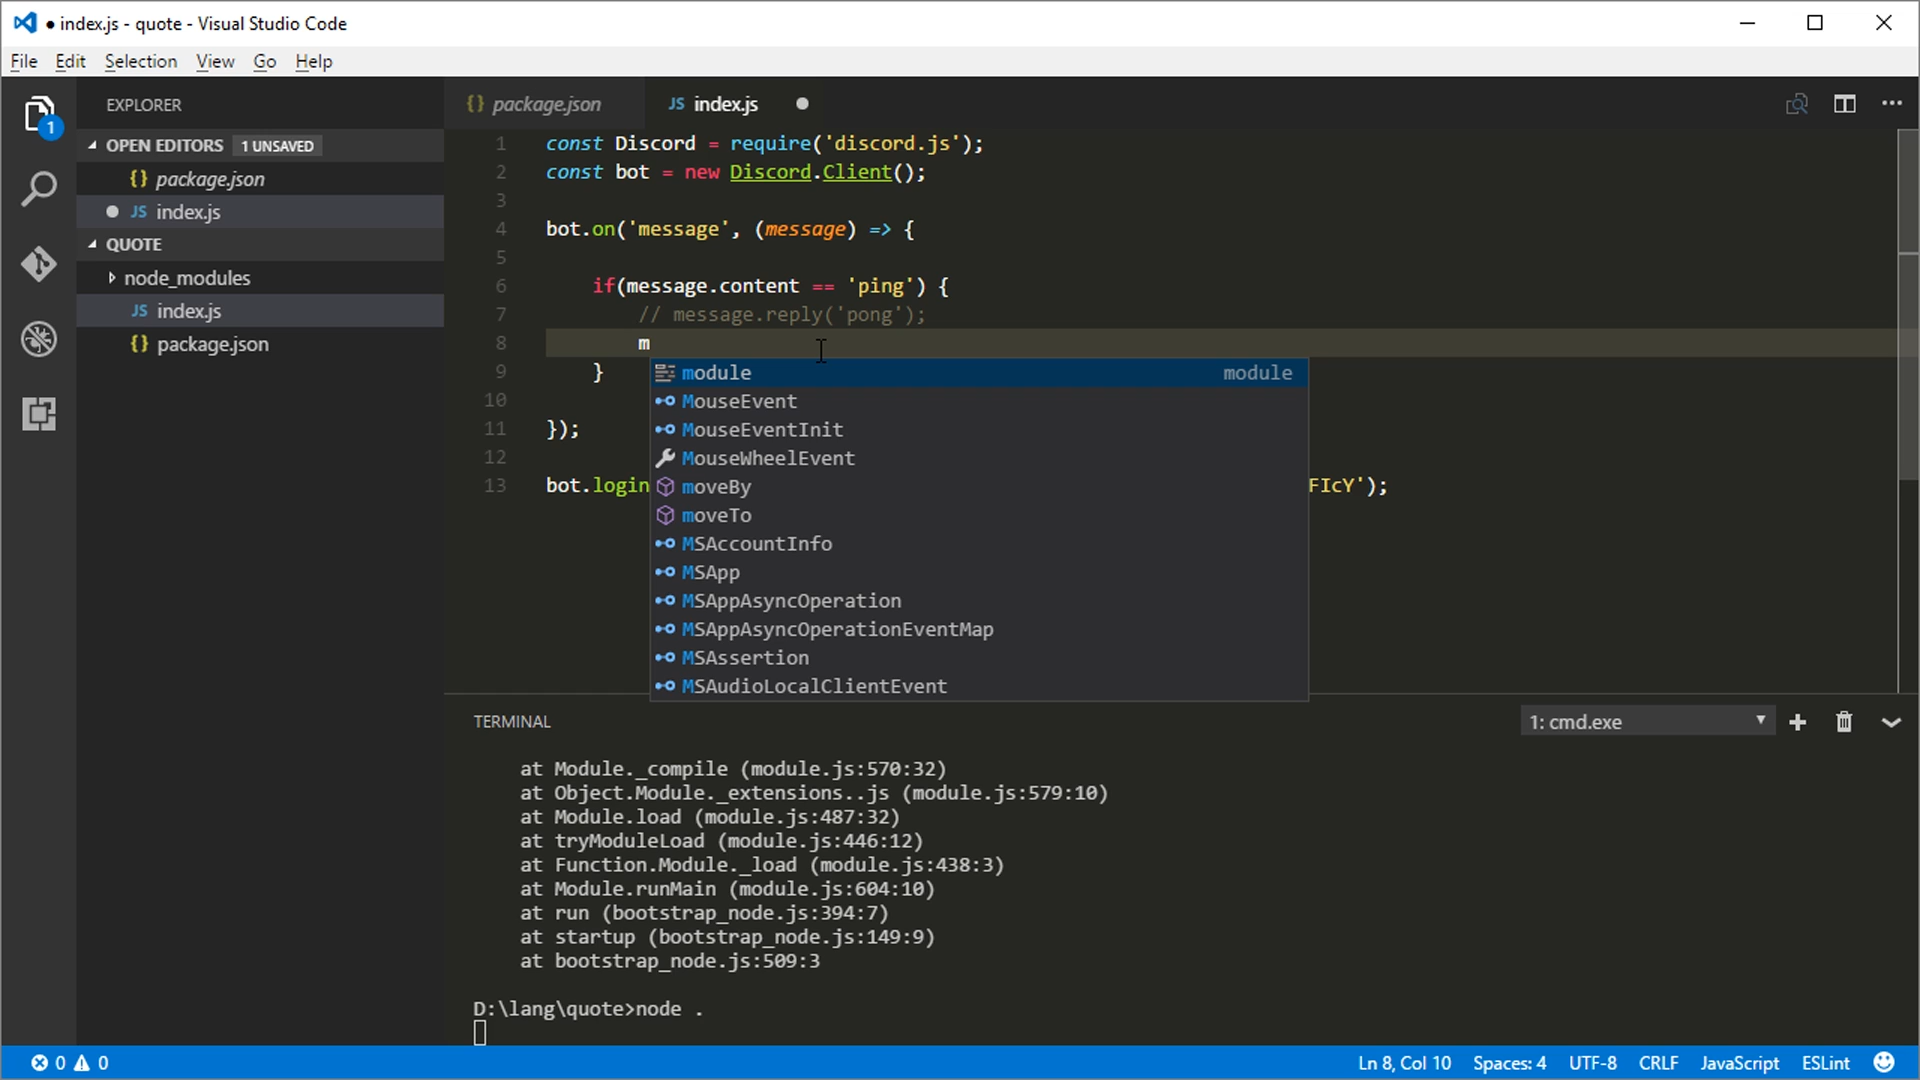 ● index.js - quote - Visual Studio Code
File Edit Selection View Go Help
EXPLORER
1
OPEN EDITORS 1 UNSAVED
{} package.json
JS index.js
QUOTE
node_modules
JS index.js
{} package.json
{} package.json JS index.js
1 const Discord = require('discord.js');
2 const bot = new Discord.Client();
3
4 bot.on('message', (message) => {
5
6 if(message.content == 'ping') {
7 // message.reply('pong');
8 m
9 }
10
11 });
12
13 bot.login FIcY');
module module
MouseEvent
MouseEventInit
MouseWheelEvent
moveBy
moveTo
MSAccountInfo
MSApp
MSAppAsyncOperation
MSAppAsyncOperationEventMap
MSAssertion
MSAudioLocalClientEvent
TERMINAL 1: cmd.exe
at Module._compile (module.js:570:32)
at Object.Module._extensions..js (module.js:579:10)
at Module.load (module.js:487:32)
at tryModuleLoad (module.js:446:12)
at Function.Module._load (module.js:438:3)
at Module.runMain (module.js:604:10)
at run (bootstrap_node.js:394:7)
at startup (bootstrap_node.js:149:9)
at bootstrap_node.js:509:3
D:\lang\quote>node .
0 0 Ln 8, Col 10 Spaces: 4 UTF-8 CRLF JavaScript ESLint